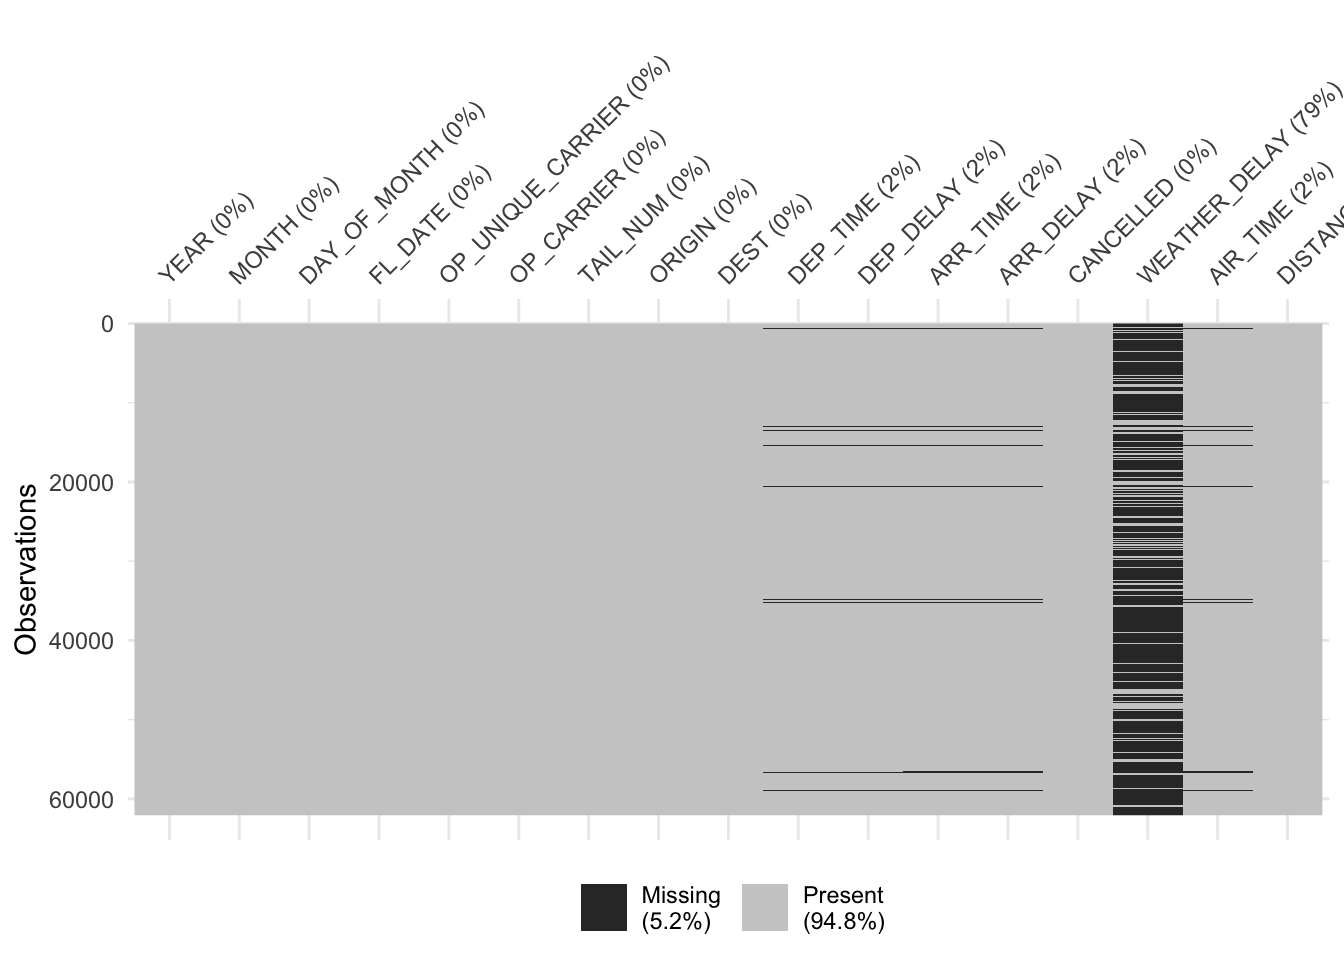 YEAR (0%)
MONTH (0%)
DAY_OF_MONTH (0%)
FL_DATE (0%)
OP_UNIQUE_CARRIER (0%)
OP_CARRIER (0%)
TAIL_NUM (0%)
ORIGIN (0%)
DEST (0%)
DEP_TIME (2%)
DEP_DELAY (2%)
ARR_TIME (2%)
ARR_DELAY (2%)
CANCELLED (0%)
WEATHER_DELAY (79%)
AIR_TIME (2%)
DISTANC
0
20000
40000
60000
Observations
Missing
(5.2%)
Present
(94.8%)